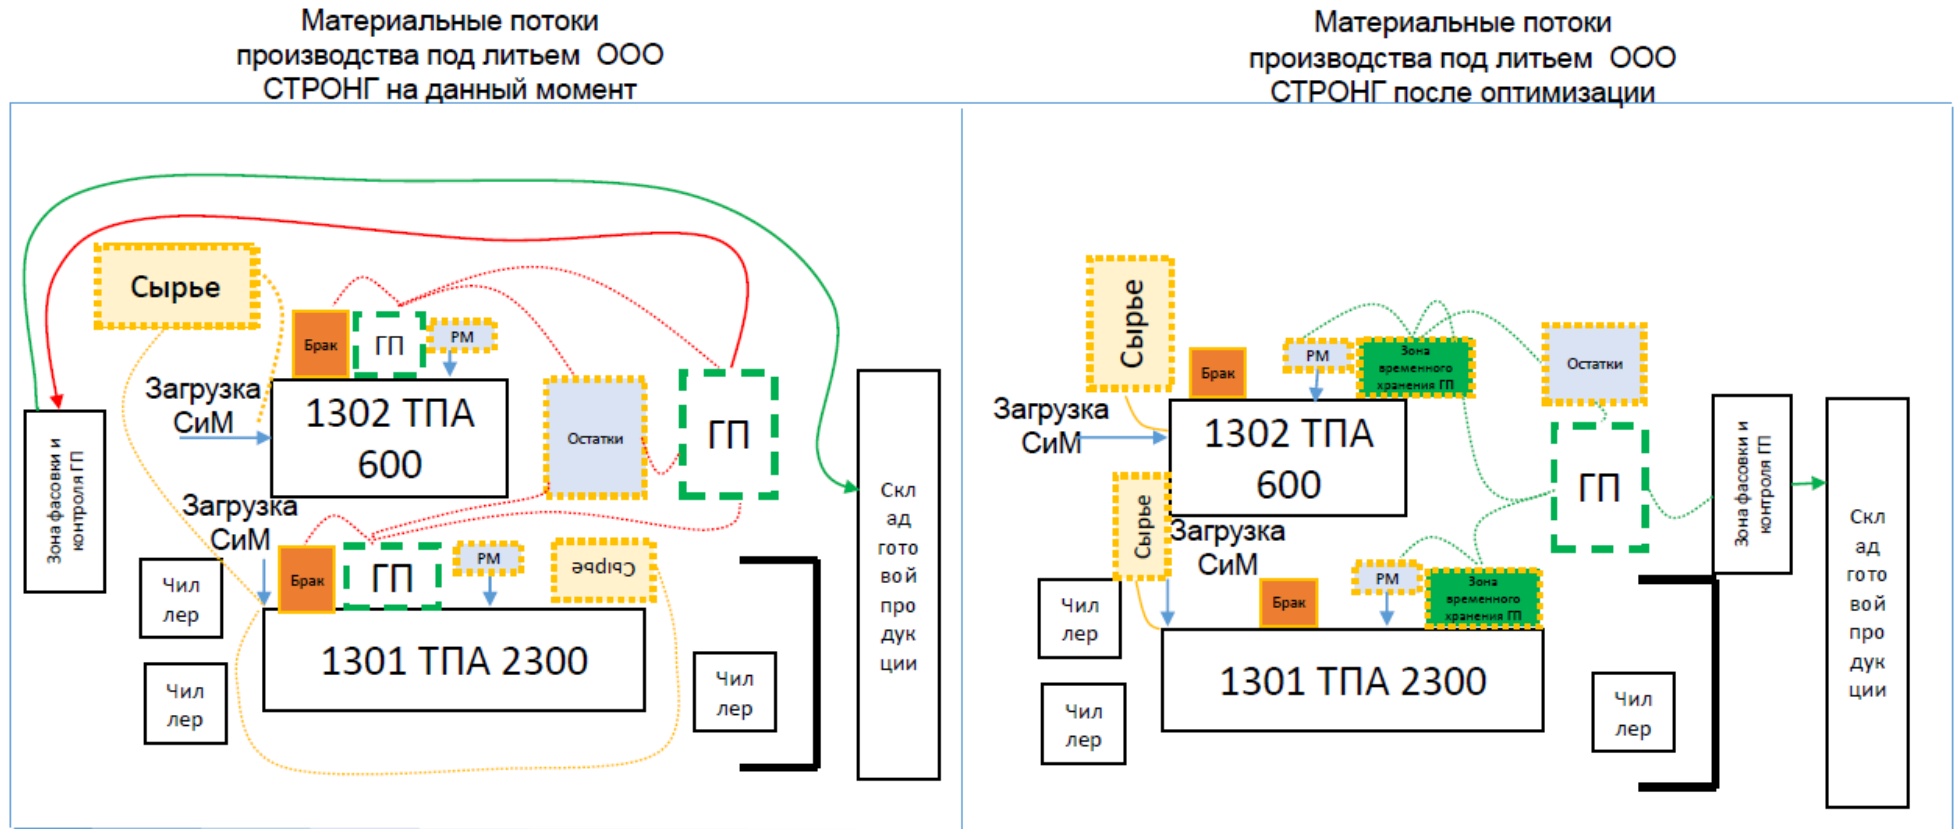 Материальные потоки
производства под литьем ООО
СТРОНГ на данный момент
Сырье
Брак
ГП
РМ
Загрузка
СиМ
1302 ТПА
600
Остатки
ГП
Зона фасовки и
контроля ГП
Загрузка
СиМ
Брак
ГП
РМ
Сырье
Чил
лер
Чил
лер
1301 ТПА 2300
Чил
лер
Скл
ад
гото
вой
про
дук
ции
Материальные потоки
производства под литьем ООО
СТРОНГ после оптимизации
Сырье
Брак
РМ
Зона
временного
хранения ГП
Остатки
Загрузка
СиМ
1302 ТПА
600
ГП
Зона фасовки и
контроля ГП
Сырье
Загрузка
СиМ
Брак
РМ
Зона
временного
хранения ГП
Чил
лер
Чил
лер
1301 ТПА 2300
Чил
лер
Скл
ад
гото
вой
про
дук
ции